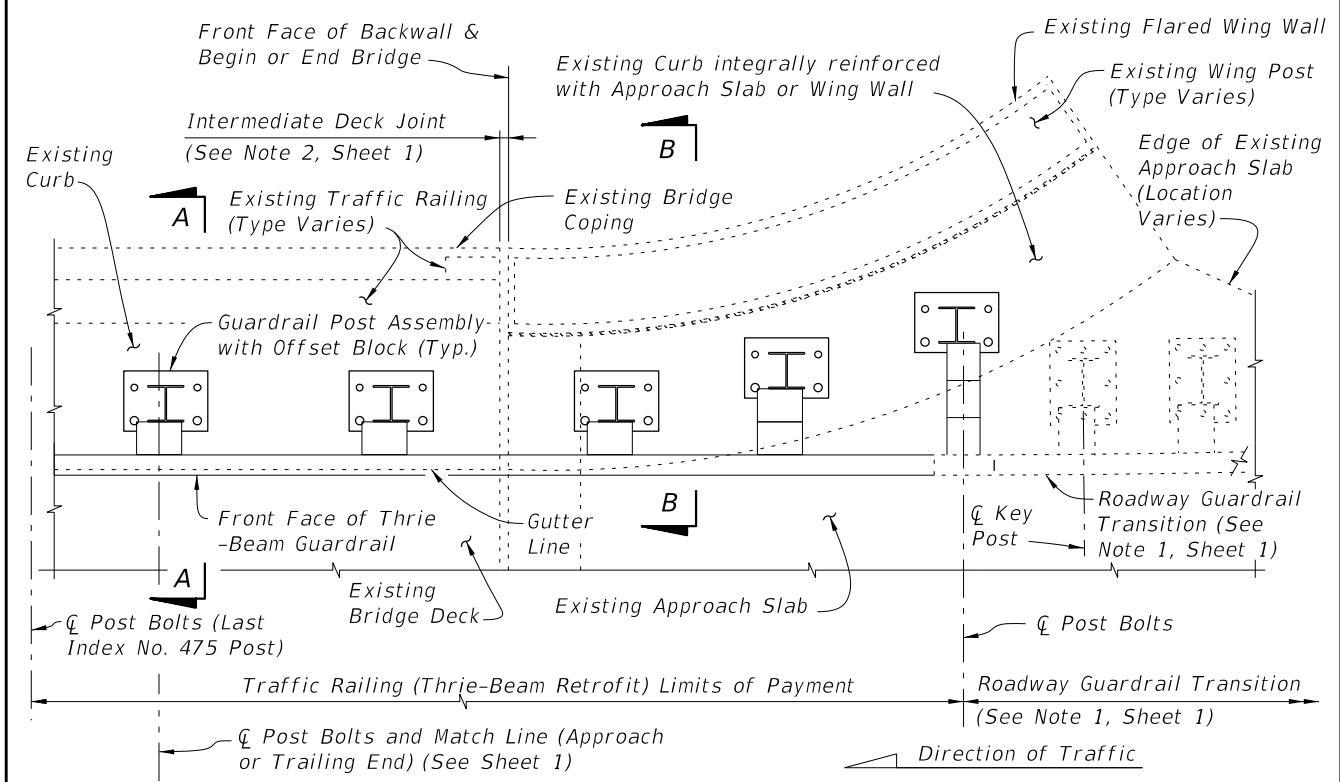 Front Face of Backwall &
Begin or End Bridge
Existing Flared Wing Wall
Existing Curb integrally reinforced
with Approach Slab or Wing Wall
Existing Wing Post
(Type Varies)
Intermediate Deck Joint
(See Note 2, Sheet 1)
B
Edge of Existing
Approach Slab
(Location
Varies)
Existing
Curb
A
Existing Traffic Railing
(Type Varies)
Existing Bridge
Coping
Guardrail Post Assembly
with Offset Block (Typ.)
Front Face of Thrie
-Beam Guardrail
Gutter
Line
B
℄ Key
Post
Roadway Guardrail
Transition (See
Note 1, Sheet 1)
A
Existing
Bridge Deck
Existing Approach Slab
℄ Post Bolts (Last
Index No. 475 Post)
℄ Post Bolts
Traffic Railing (Thrie-Beam Retrofit) Limits of Payment
Roadway Guardrail Transition
(See Note 1, Sheet 1)
℄ Post Bolts and Match Line (Approach
or Trailing End) (See Sheet 1)
Direction of Traffic